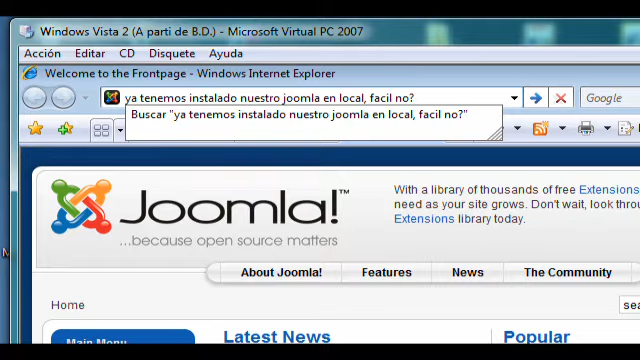 Windows Vista 2 (A parti de B.D.) - Microsoft Virtual PC 2007
Acción Editar CD Disquete Ayuda
Welcome to the Frontpage - Windows Internet Explorer
ya tenemos instalado nuestro joomla en local, facil no?
Google
Buscar "ya tenemos instalado nuestro joomla en local, facil no?"
Joomla!™
...because open source matters
With a library of thousands of free Extensions
need as your site grows. Don't wait, look throu
Extensions library today.
About Joomla! Features News The Community
Home
sea
Main Menu
Latest News
Popular